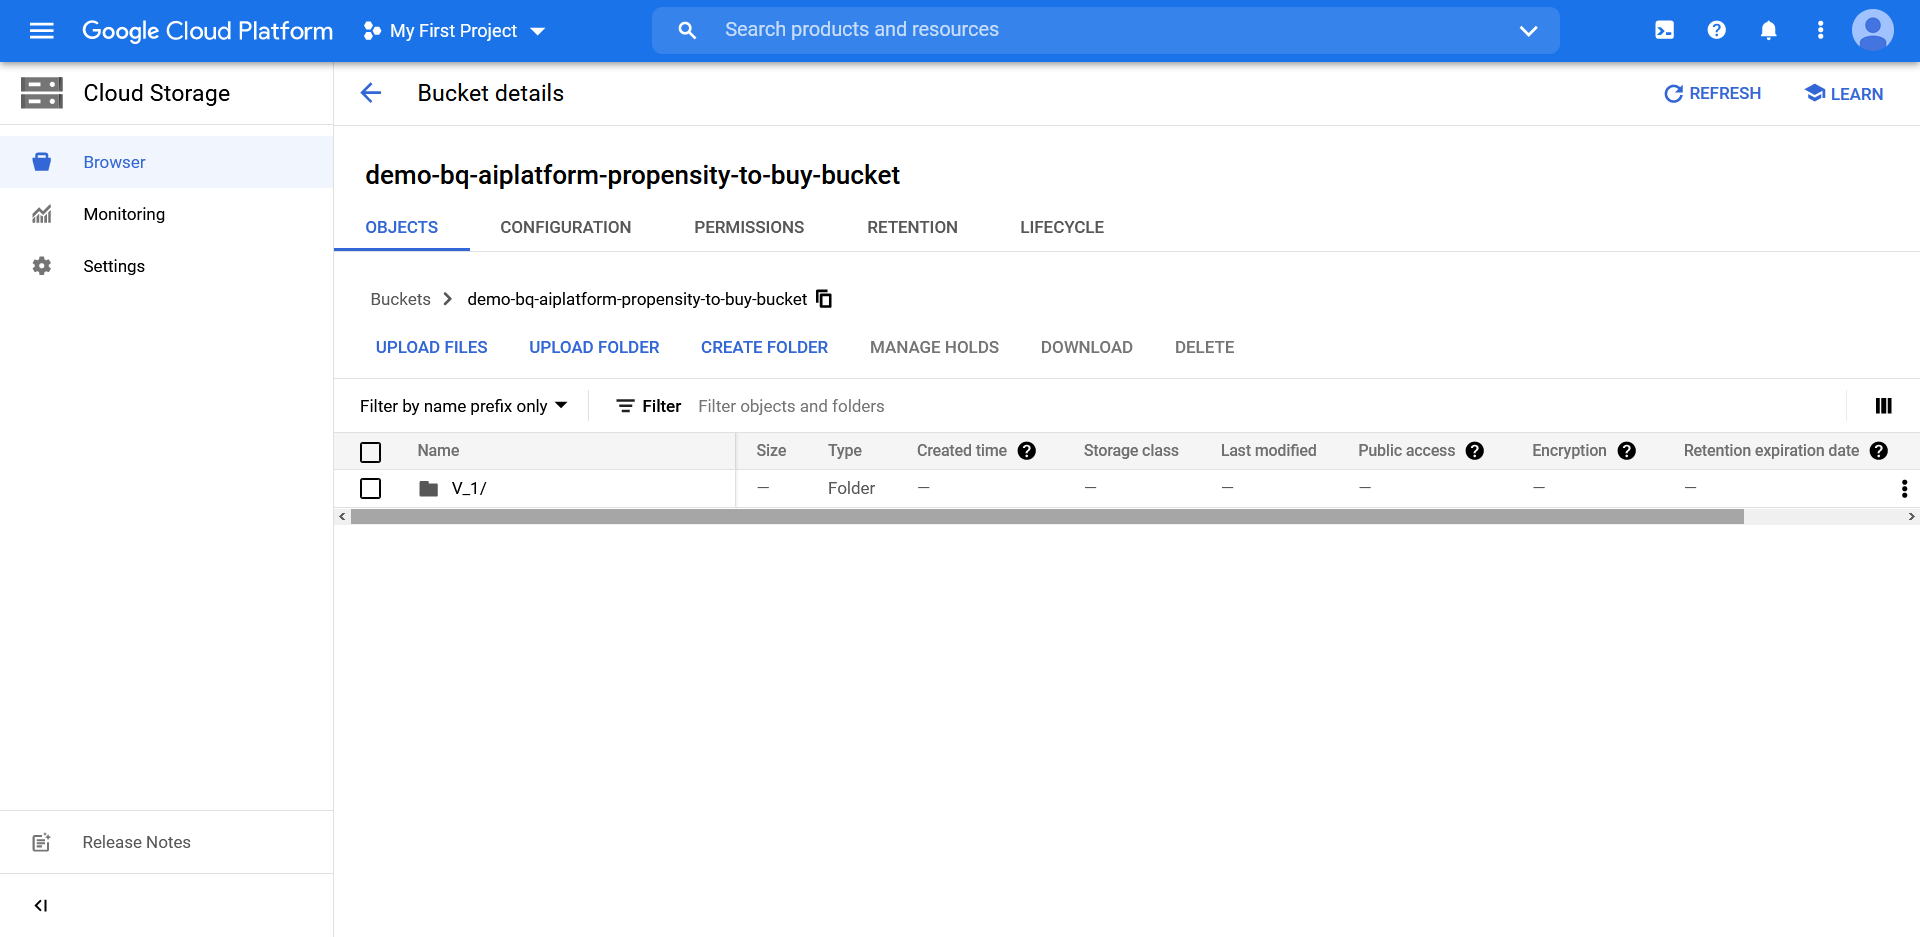 Google Cloud Platform My First Project Search products and resources
Cloud Storage
Bucket details
REFRESH LEARN
Browser
Monitoring
Settings
demo-bq-aiplatform-propensity-to-buy-bucket
OBJECTS CONFIGURATION PERMISSIONS RETENTION LIFECYCLE
Buckets > demo-bq-aiplatform-propensity-to-buy-bucket
UPLOAD FILES UPLOAD FOLDER CREATE FOLDER MANAGE HOLDS DOWNLOAD DELETE
Filter by name prefix only Filter Filter objects and folders
Name Size Type Created time Storage class Last modified Public access Encryption Retention expiration date
V_1/ — Folder — — — — — —
Release Notes